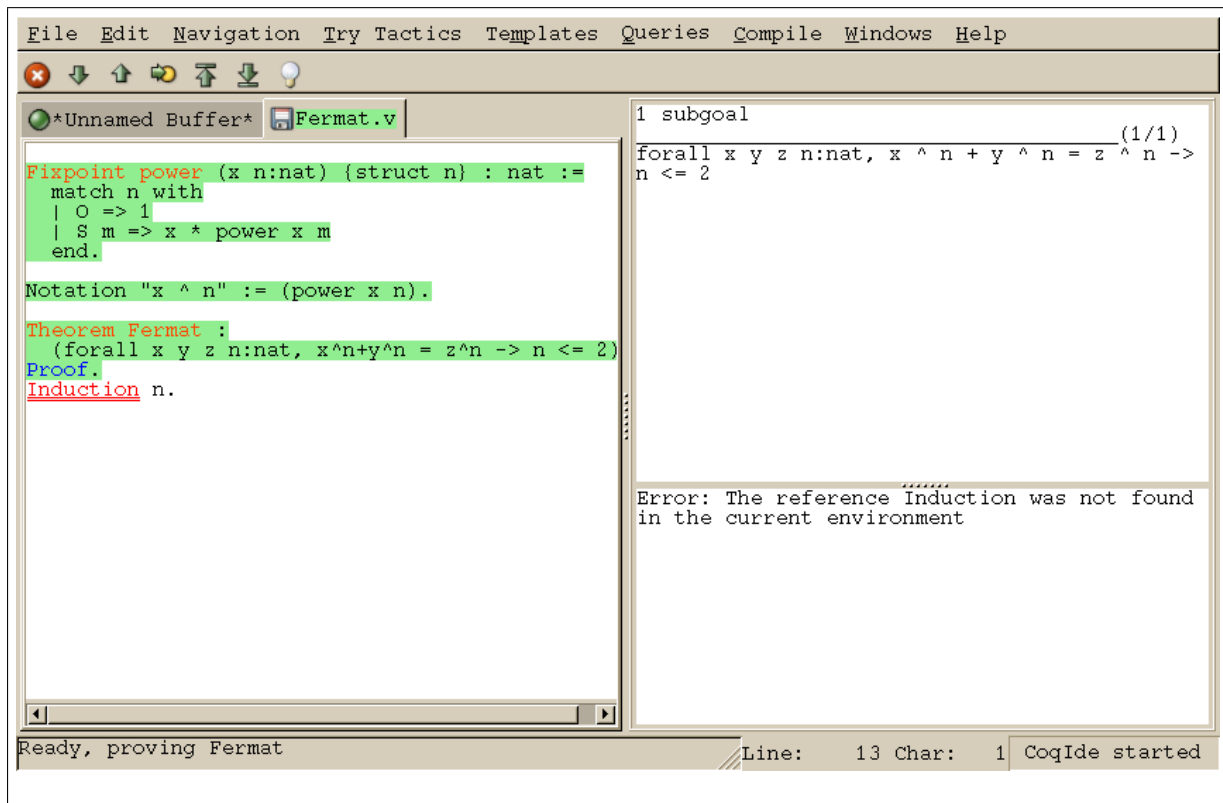 File Edit Navigation Try Tactics Templates Queries Compile Windows Help
*Unnamed Buffer* Fermat.v
Fixpoint power (x n:nat) {struct n} : nat :=
  match n with
  | O => 1
  | S m => x * power x m
  end.
Notation "x ^ n" := (power x n).
Theorem Fermat :
  (forall x y z n:nat, x^n+y^n = z^n -> n <= 2)
Proof.
Induction n.
1 subgoal
(1/1)
forall x y z n:nat, x ^ n + y ^ n = z ^ n ->
n <= 2
Error: The reference Induction was not found
in the current environment
Ready, proving Fermat
Line: 13 Char: 1 CoqIde started